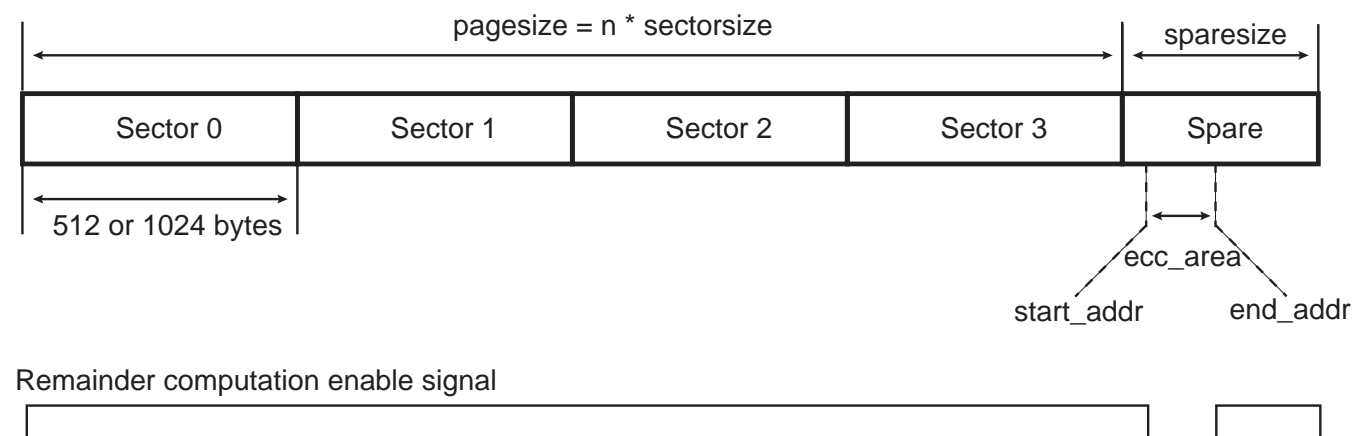 pagesize = n * sectorsize
sparesize
Sector 0
Sector 1
Sector 2
Sector 3
Spare
512 or 1024 bytes
ecc_area
start_addr
end_addr
Remainder computation enable signal